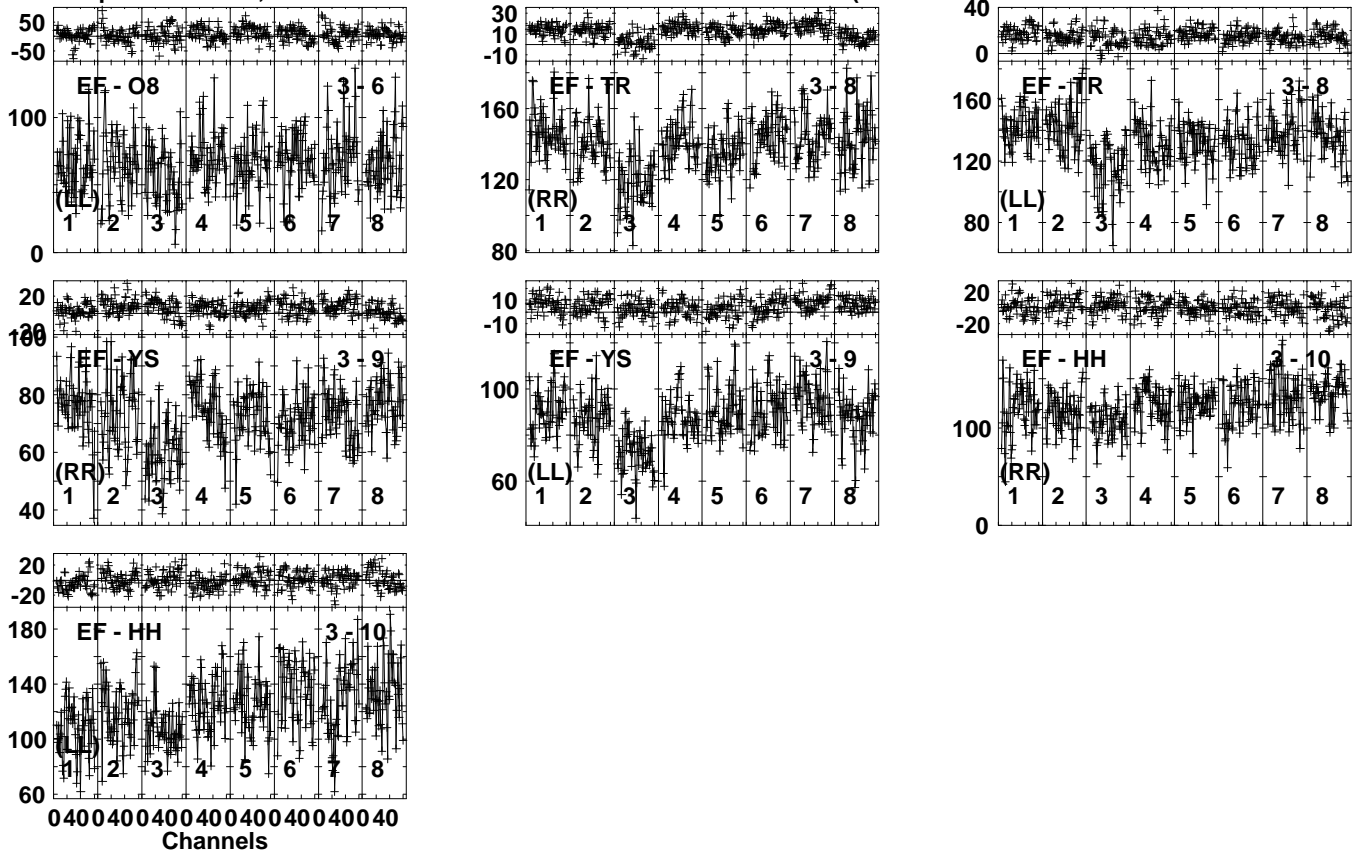 50
-50
EF - O8 3 - 6
100
(LL)
1 2 3 4 5 6 7 8
0
30
10
-10
EF - TR 3 - 8
160
120
(RR)
1 2 3 4 5 6 7 8
80
40
0
EF - TR 3 - 8
160
120
(LL)
1 2 3 4 5 6 7 8
80
20
100
EF - YS 3 - 9
80
60
(RR)
1 2 3 4 5 6 7 8
40
10
-10
EF - YS 3 - 9
100
(LL)
60
1 2 3 4 5 6 7 8
20
-20
EF - HH 3 - 10
100
(RR)
1 2 3 4 5 6 7 8
0
20
-20
EF - HH 3 - 10
180
140
100
(LL)
1 2 3 4 5 6 7 8
60
0 40 0 40 0 40 0 40 0 40 0 40 0 40 0 40
Channels